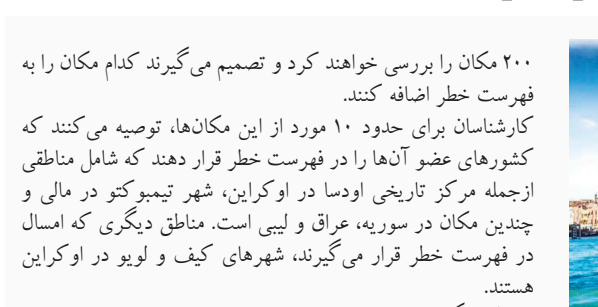 ۲۰۰ مکان را بررسی خواهند کرد و تصمیم می‌گیرند کدام مکان را به
فهرست خطر اضافه کنند.
کارشناسان برای حدود ۱۰ مورد از این مکان‌ها، توصیه می‌کنند که
کشورهای عضو آن‌ها را در فهرست خطر قرار دهند که شامل مناطقی
ازجمله مرکز تاریخی اودسا در اوکراین، شهر تیمبوکتو در مالی و
چندین مکان در سوریه، عراق و لیبی است. مناطق دیگری که امسال
در فهرست خطر قرار می‌گیرند، شهرهای کیف و لویو در اوکراین
هستند.